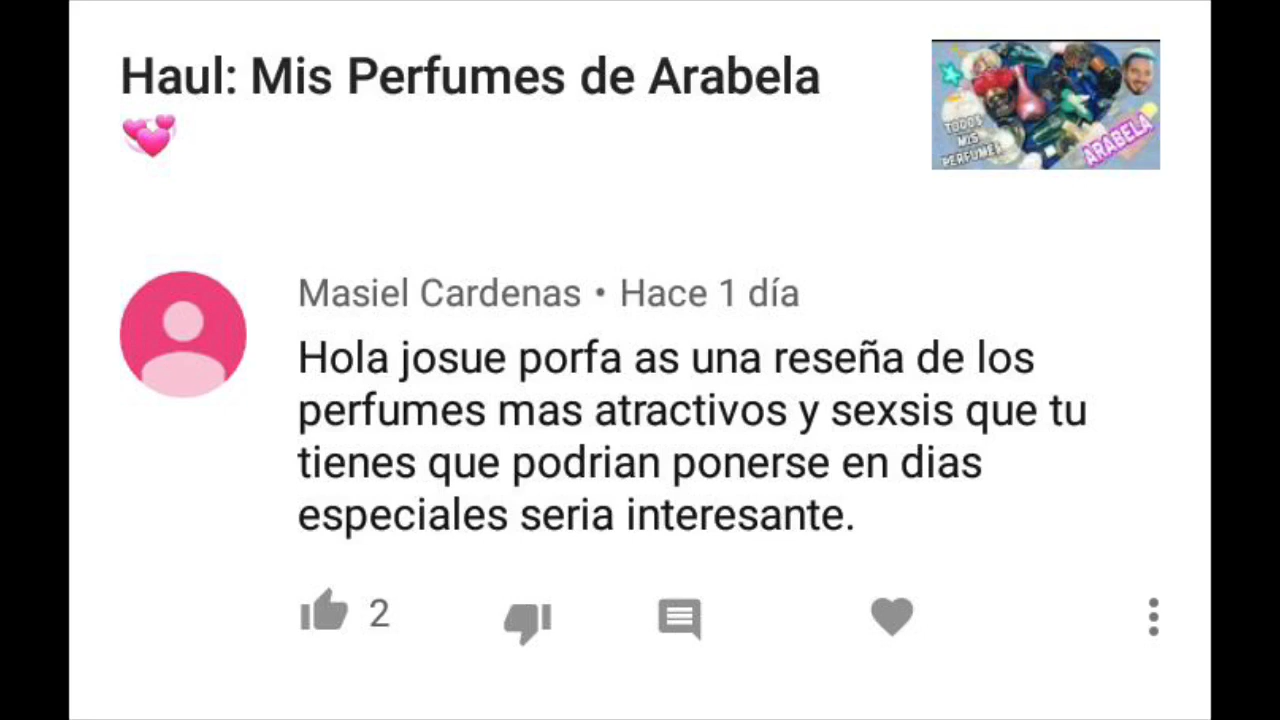 Haul: Mis Perfumes de Arabela
💞
TODOS
MIS
PERFUMES
ARABELA
Masiel Cardenas • Hace 1 día
Hola josue porfa as una reseña de los
perfumes mas atractivos y sexsis que tu
tienes que podrian ponerse en dias
especiales seria interesante.
2